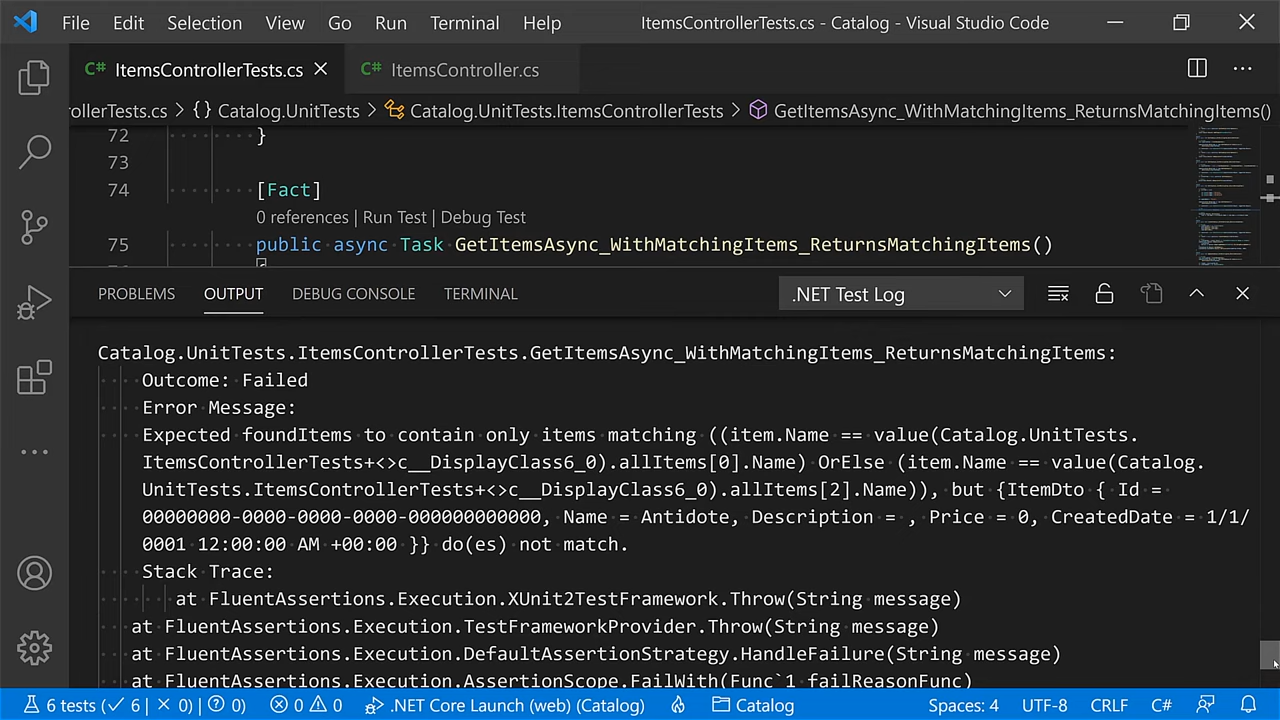 File Edit Selection View Go Run Terminal Help ItemsControllerTests.cs - Catalog - Visual Studio Code
C# ItemsControllerTests.cs C# ItemsController.cs
rollerTests.cs > {} Catalog.UnitTests > Catalog.UnitTests.ItemsControllerTests > GetItemsAsync_WithMatchingItems_ReturnsMatchingItems()
72 }
73
74 [Fact]
0 references | Run Test | Debug Test
75 public async Task GetItemsAsync_WithMatchingItems_ReturnsMatchingItems()
PROBLEMS OUTPUT DEBUG CONSOLE TERMINAL .NET Test Log
Catalog.UnitTests.ItemsControllerTests.GetItemsAsync_WithMatchingItems_ReturnsMatchingItems:
Outcome: Failed
Error Message:
Expected foundItems to contain only items matching ((item.Name == value(Catalog.UnitTests.
ItemsControllerTests+<>c__DisplayClass6_0).allItems[0].Name) OrElse (item.Name == value(Catalog.
UnitTests.ItemsControllerTests+<>c__DisplayClass6_0).allItems[2].Name)), but {ItemDto { Id =
00000000-0000-0000-0000-000000000000, Name = Antidote, Description = , Price = 0, CreatedDate = 1/1/
0001 12:00:00 AM +00:00 }} do(es) not match.
Stack Trace:
at FluentAssertions.Execution.XUnit2TestFramework.Throw(String message)
at FluentAssertions.Execution.TestFrameworkProvider.Throw(String message)
at FluentAssertions.Execution.DefaultAssertionStrategy.HandleFailure(String message)
at FluentAssertions.Execution.AssertionScope.FailWith(Func`1 failReasonFunc)
6 tests (✓ 6 | × 0) | ? 0) 0 0 .NET Core Launch (web) (Catalog) Catalog Spaces: 4 UTF-8 CRLF C#